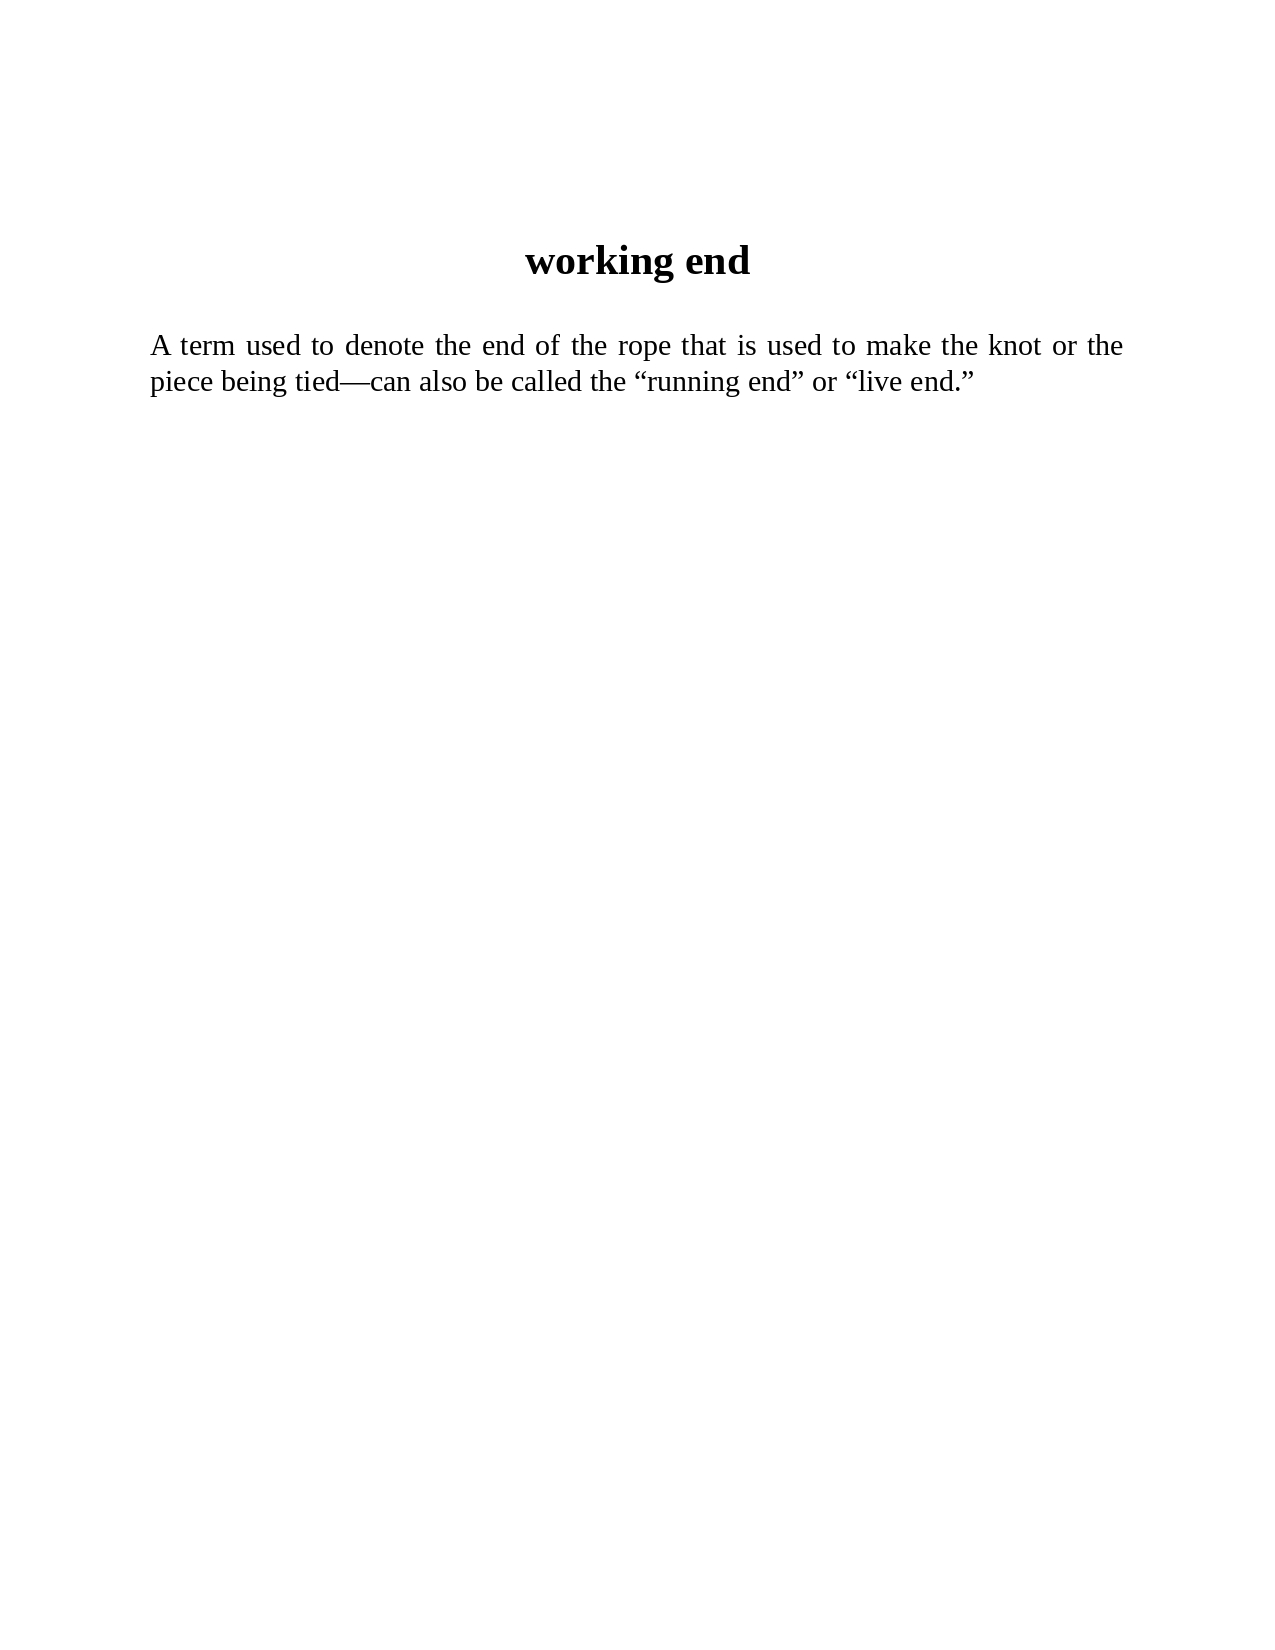 working end
A term used to denote the end of the rope that is used to make the knot or the
piece being tied—can also be called the “running end” or “live end.”